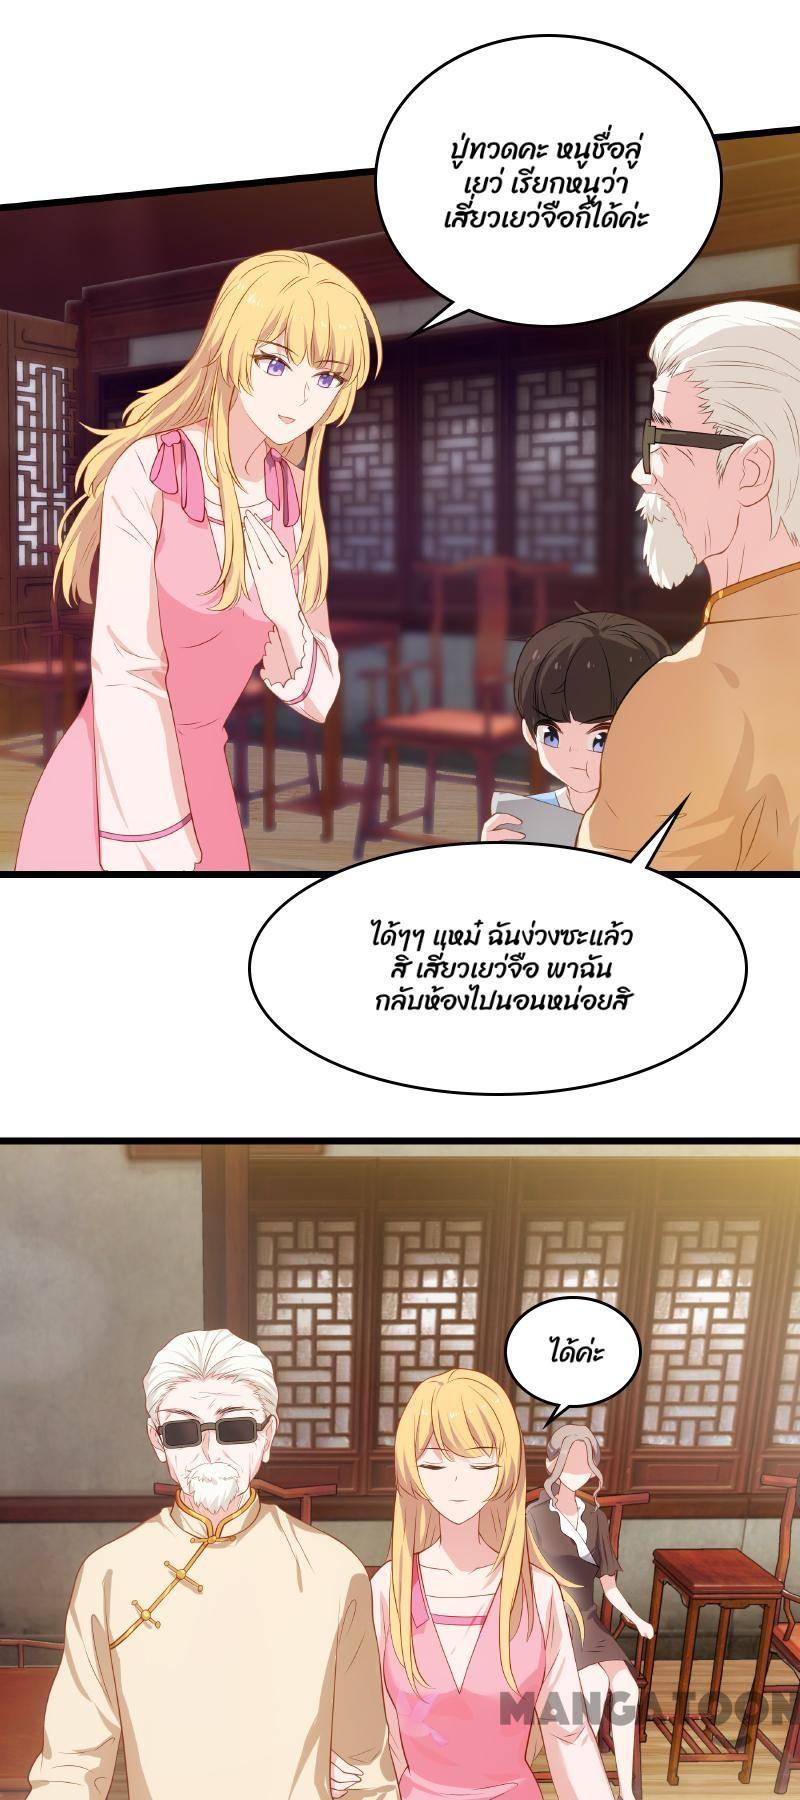 ปู่ทวดคะ หนูชื่อลู่
เยว่ เรียกหนูว่า
เสี่ยวเยว่จือก็ได้ค่ะ
ได้ๆๆ แหม๋ ฉันง่วงซะแล้ว
สิ เสี่ยวเยว่จือ พาฉัน
กลับห้องไปนอนหน่อยสิ
ได้ค่ะ
MANGATOON